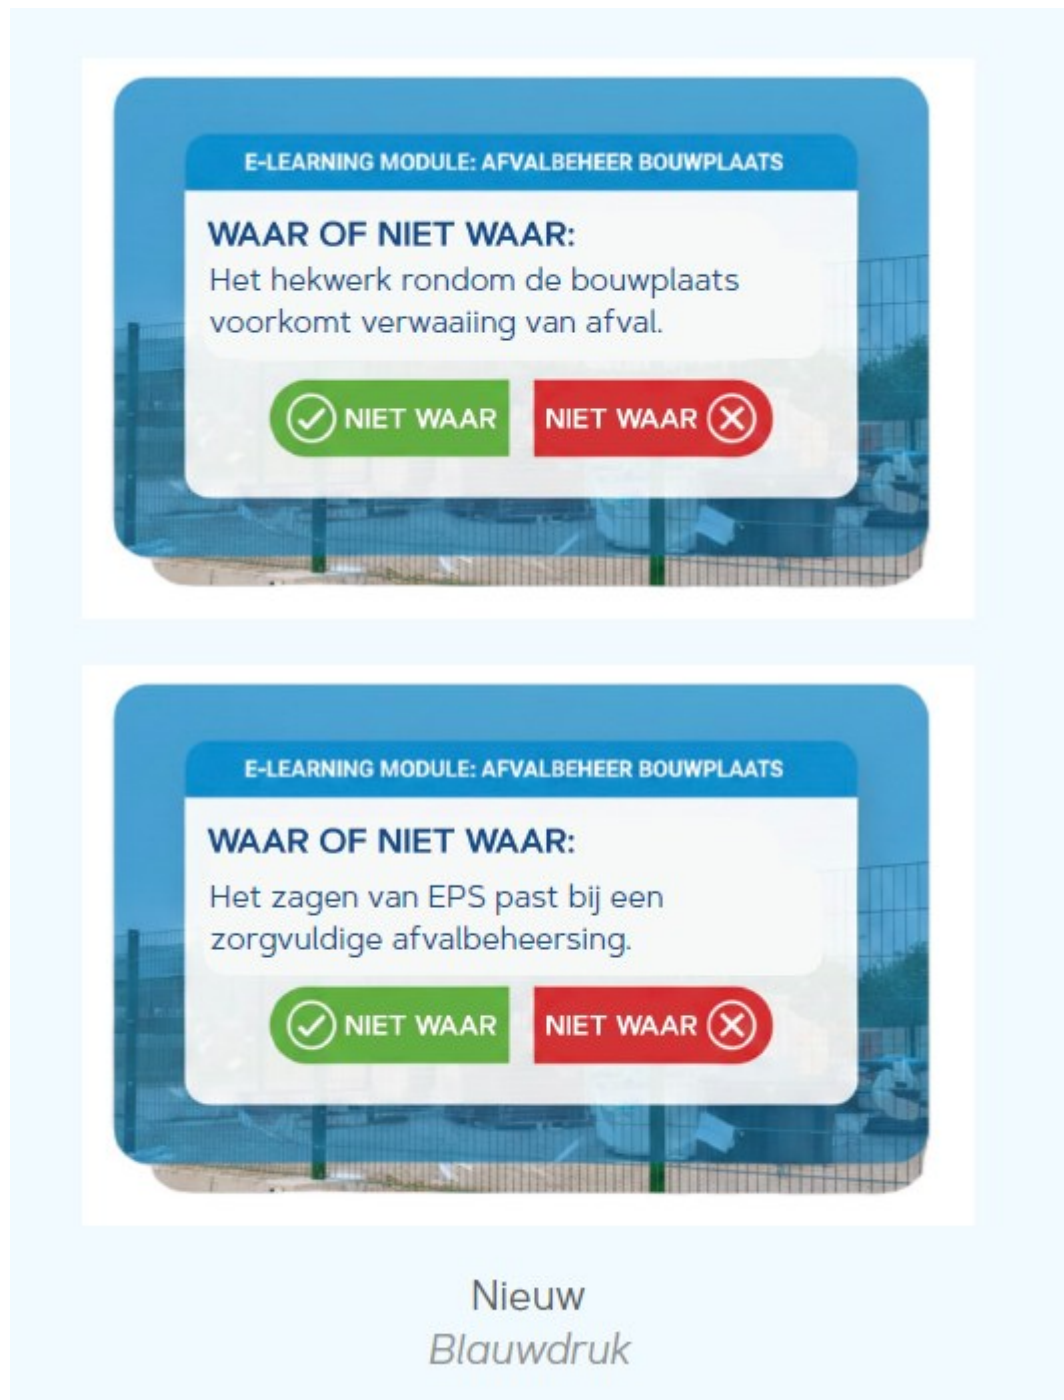 E-LEARNING MODULE: AFVALBEHEER BOUWPLAATS
WAAR OF NIET WAAR:
Het hekwerk rondom de bouwplaats
voorkomt verwaaiing van afval.
NIET WAAR NIET WAAR
E-LEARNING MODULE: AFVALBEHEER BOUWPLAATS
WAAR OF NIET WAAR:
Het zagen van EPS past bij een
zorgvuldige afvalbeheersing.
NIET WAAR NIET WAAR
Nieuw
Blauwdruk